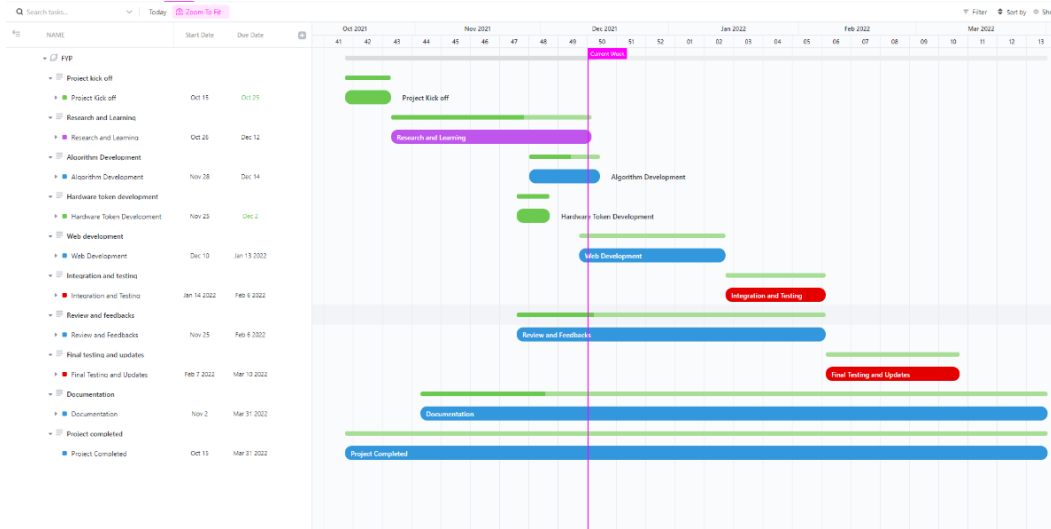 Search tasks... Today Zoom To Fit Filter Sort by Sh
NAME Start Date Due Date Oct 2021 Nov 2021 Dec 2021 Jan 2022 Feb 2022 Mar 2022
41 42 43 44 45 46 47 48 49 50 51 52 01 02 03 04 05 06 07 08 09 10 11 12 13
Current Week
FYP
Project kick off
Project Kick off Oct 15 Oct 25 Project Kick off
Research and Learning
Research and Learning Oct 26 Dec 12 Research and Learning
Algorithm Development
Algorithm Development Nov 28 Dec 14 Algorithm Development
Hardware token development
Hardware Token Development Nov 25 Dec 2 Hardware Token Development
Web development
Web Development Dec 10 Jan 13 2022 Web Development
Integration and testing
Integration and Testing Jan 14 2022 Feb 6 2022 Integration and Testing
Review and feedbacks
Review and Feedbacks Nov 25 Feb 6 2022 Review and Feedbacks
Final testing and updates
Final Testing and Updates Feb 7 2022 Mar 10 2022 Final Testing and Updates
Documentation
Documentation Nov 2 Mar 31 2022 Documentation
Project completed
Project Completed Oct 15 Mar 31 2022 Project Completed